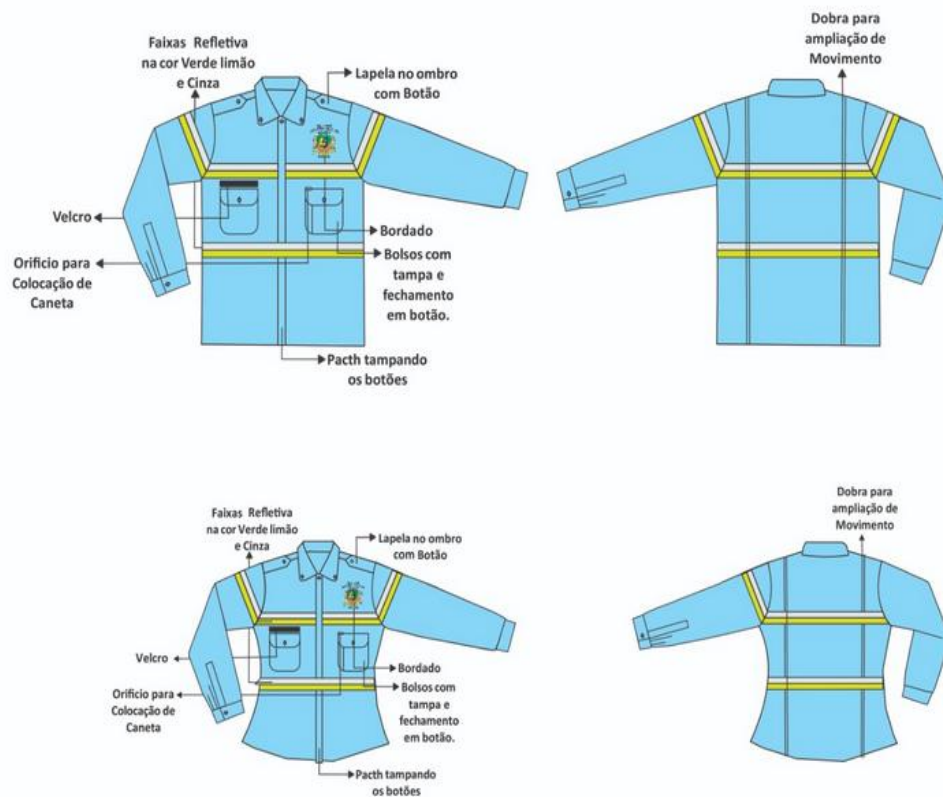 Faixas Refletiva
na cor Verde limão
e Cinza
Lapela no ombro
com Botão
Velcro
Orificio para
Colocação de
Caneta
Bordado
Bolsos com
tampa e
fechamento
em botão.
Pacth tampando
os botões
Dobra para
ampliação de
Movimento
Faixas Refletiva
na cor Verde limão
e Cinza
Lapela no ombro
com Botão
Velcro
Orificio para
Colocação de
Caneta
Bordado
Bolsos com
tampa e
fechamento
em botão.
Pacth tampando
os botões
Dobra para
ampliação de
Movimento